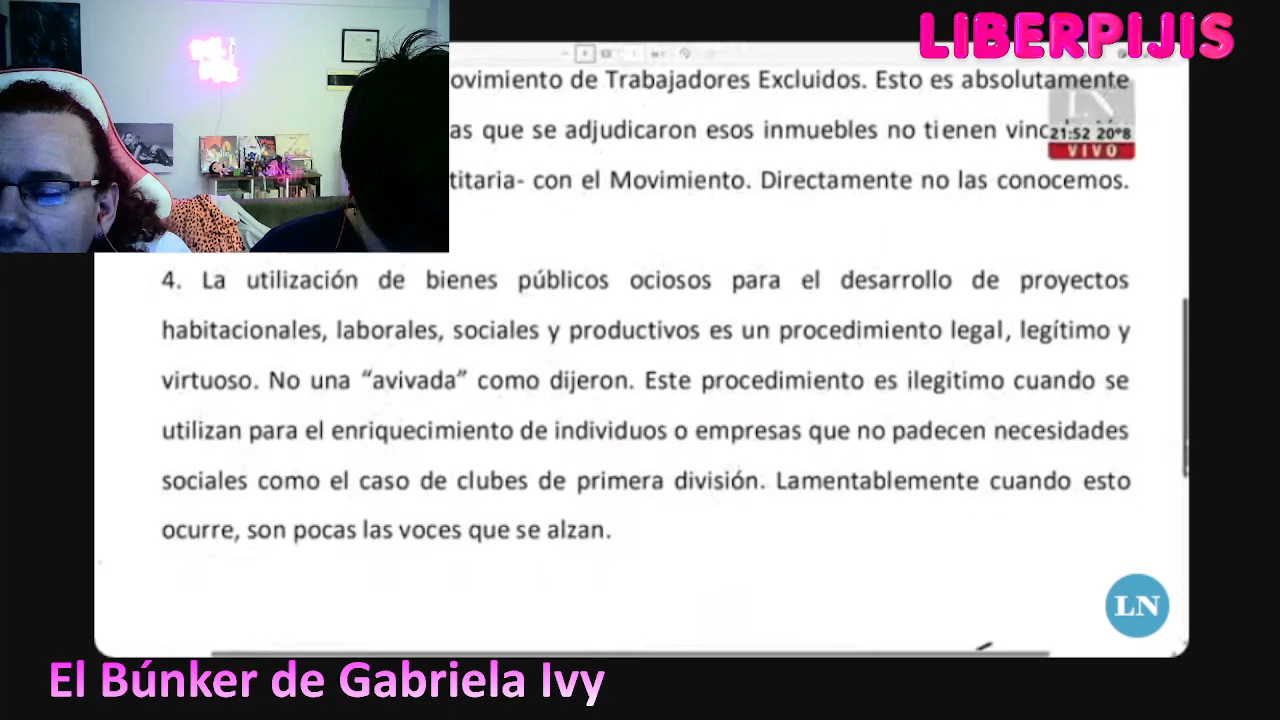 LIBERPIJIS
ovimiento de Trabajadores Excluidos. Esto es absolutamente
as que se adjudicaron esos inmuebles no tienen
LN
21:52 20º8
VIVO
titaria- con el Movimiento. Directamente no las conocemos.
4. La utilización de bienes públicos ociosos para el desarrollo de proyectos
habitacionales, laborales, sociales y productivos es un procedimiento legal, legítimo y
virtuoso. No una “avivada” como dijeron. Este procedimiento es ilegitimo cuando se
utilizan para el enriquecimiento de individuos o empresas que no padecen necesidades
sociales como el caso de clubes de primera división. Lamentablemente cuando esto
ocurre, son pocas las voces que se alzan.
LN
El Búnker de Gabriela Ivy